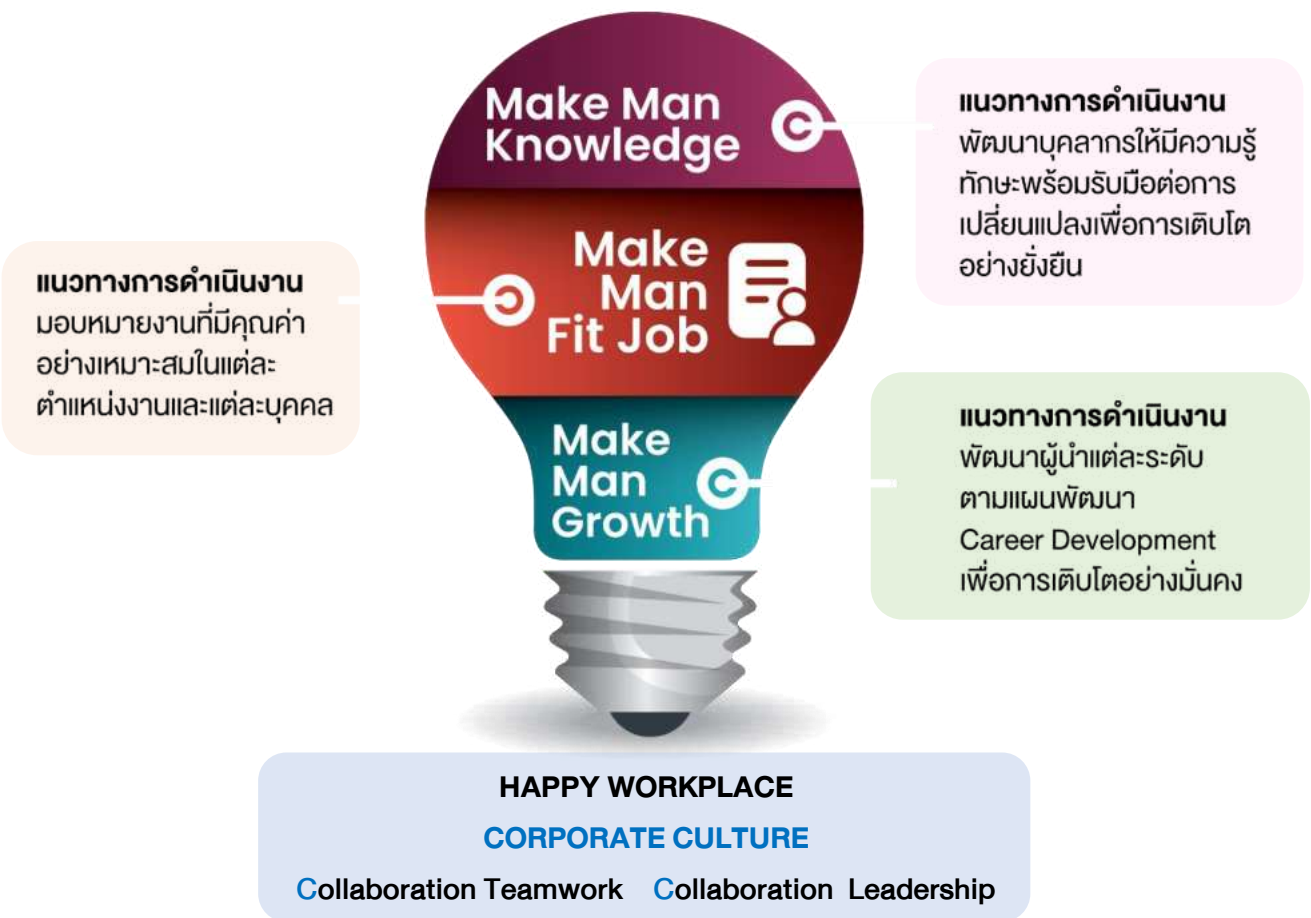 Make Man
Knowledge
แนวทางการดำเนินงาน
พัฒนาบุคลากรให้มีความรู้
ทักษะพร้อมรับมือต่อการ
เปลี่ยนแปลงเพื่อการเติบโต
อย่างยั่งยืน
Make
Man
Fit Job
แนวทางการดำเนินงาน
มอบหมายงานที่มีคุณค่า
อย่างเหมาะสมในแต่ละ
ตำแหน่งงานและแต่ละบุคคล
Make
Man
Growth
แนวทางการดำเนินงาน
พัฒนาผู้นำแต่ละระดับ
ตามแผนพัฒนา
Career Development
เพื่อการเติบโตอย่างมั่นคง
HAPPY WORKPLACE
CORPORATE CULTURE
Collaboration Teamwork Collaboration Leadership